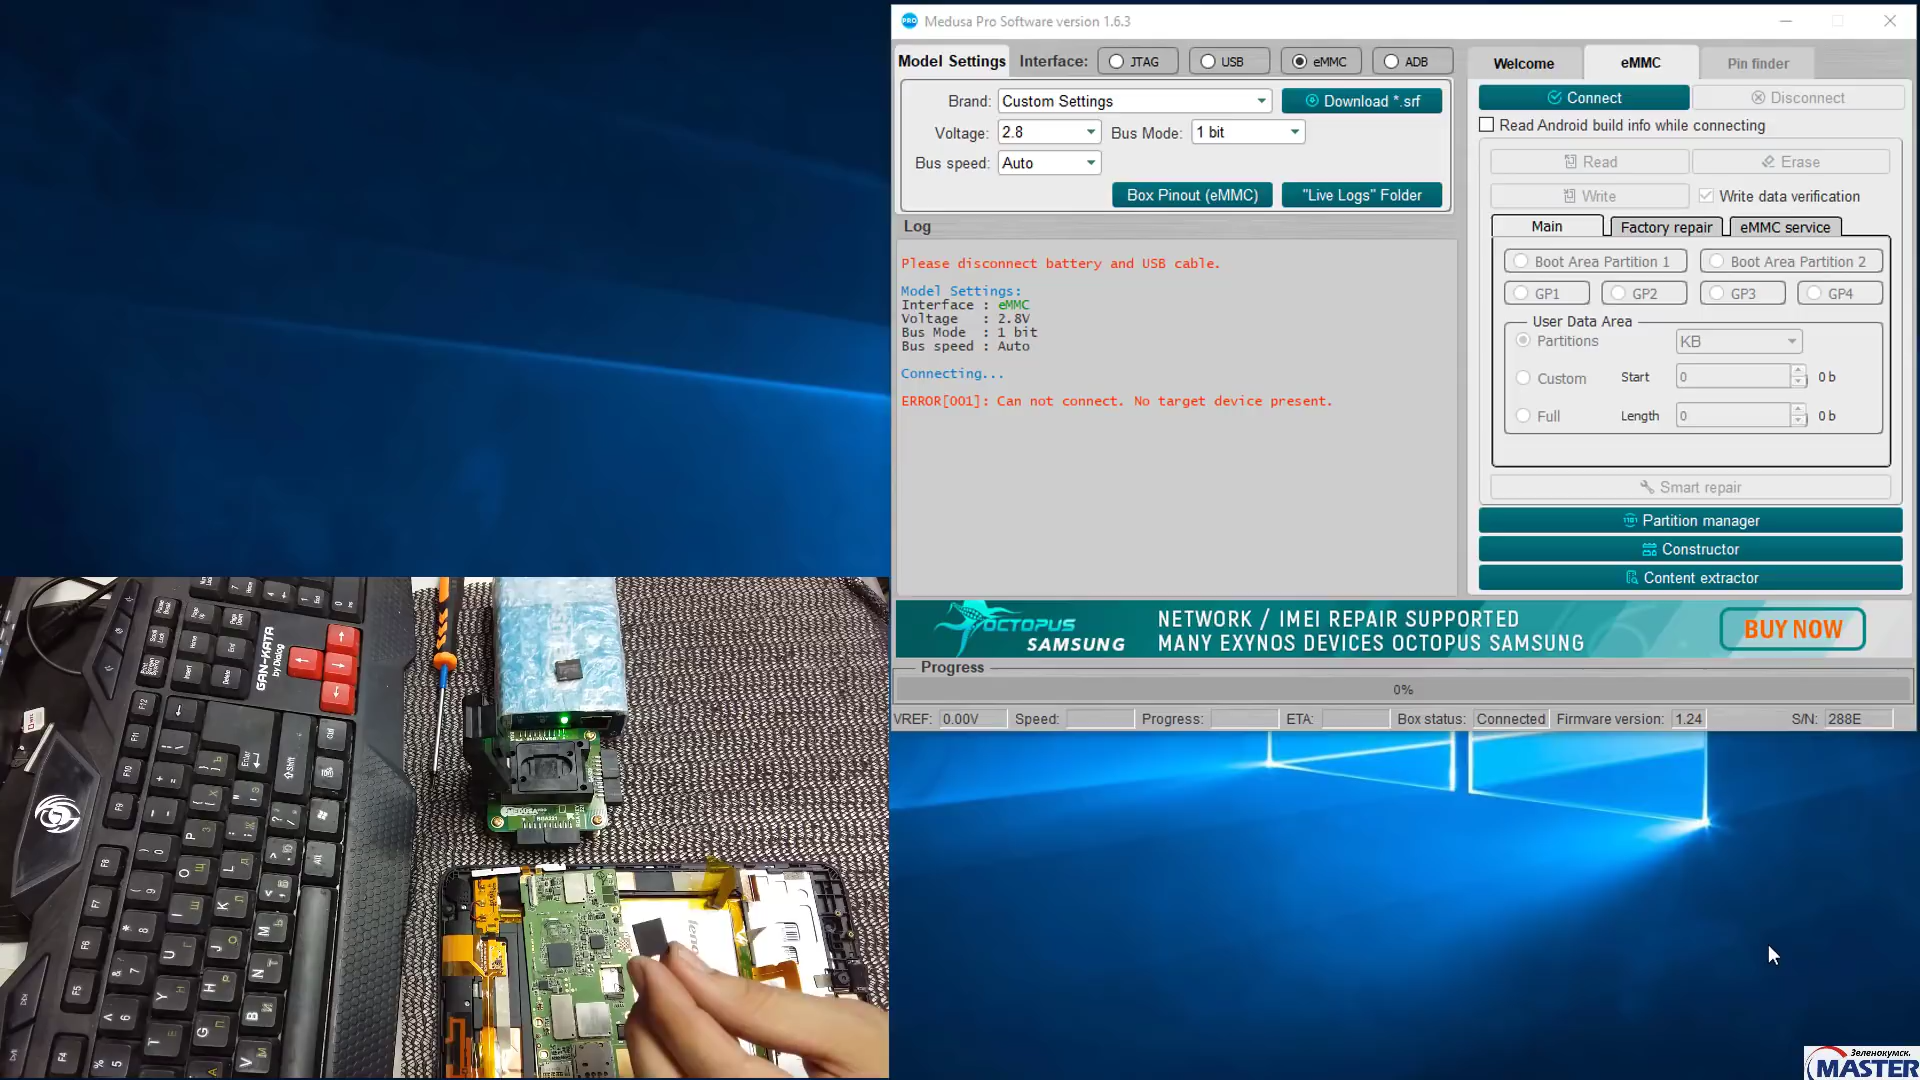 Medusa Pro Software version 1.6.3
Model Settings
Interface:
JTAG
USB
eMMC
ADB
Brand:
Custom Settings
Download *.srf
Voltage:
2.8
Bus Mode:
1 bit
Bus speed:
Auto
Box Pinout (eMMC)
"Live Logs" Folder
Log
Please disconnect battery and USB cable.
Model Settings:
Interface : eMMC
Voltage : 2.8V
Bus Mode : 1 bit
Bus speed : Auto
Connecting...
ERROR[001]: Can not connect. No target device present.
Welcome
eMMC
Pin finder
Connect
Disconnect
Read Android build info while connecting
Read
Erase
Write
Write data verification
Main
Factory repair
eMMC service
Boot Area Partition 1
Boot Area Partition 2
GP1
GP2
GP3
GP4
User Data Area
Partitions
KB
Custom
Start
0
0 b
Full
Length
0
0 b
Smart repair
Partition manager
Constructor
Content extractor
OCTOPUS
SAMSUNG
NETWORK / IMEI REPAIR SUPPORTED
MANY EXYNOS DEVICES OCTOPUS SAMSUNG
BUY NOW
Progress
0%
VREF: 0.00V
Speed:
Progress:
ETA:
Box status: Connected
Firmware version: 1.24
S/N: 288E
GAN-KATA
by Dialog
Зеленокумск.
MASTER